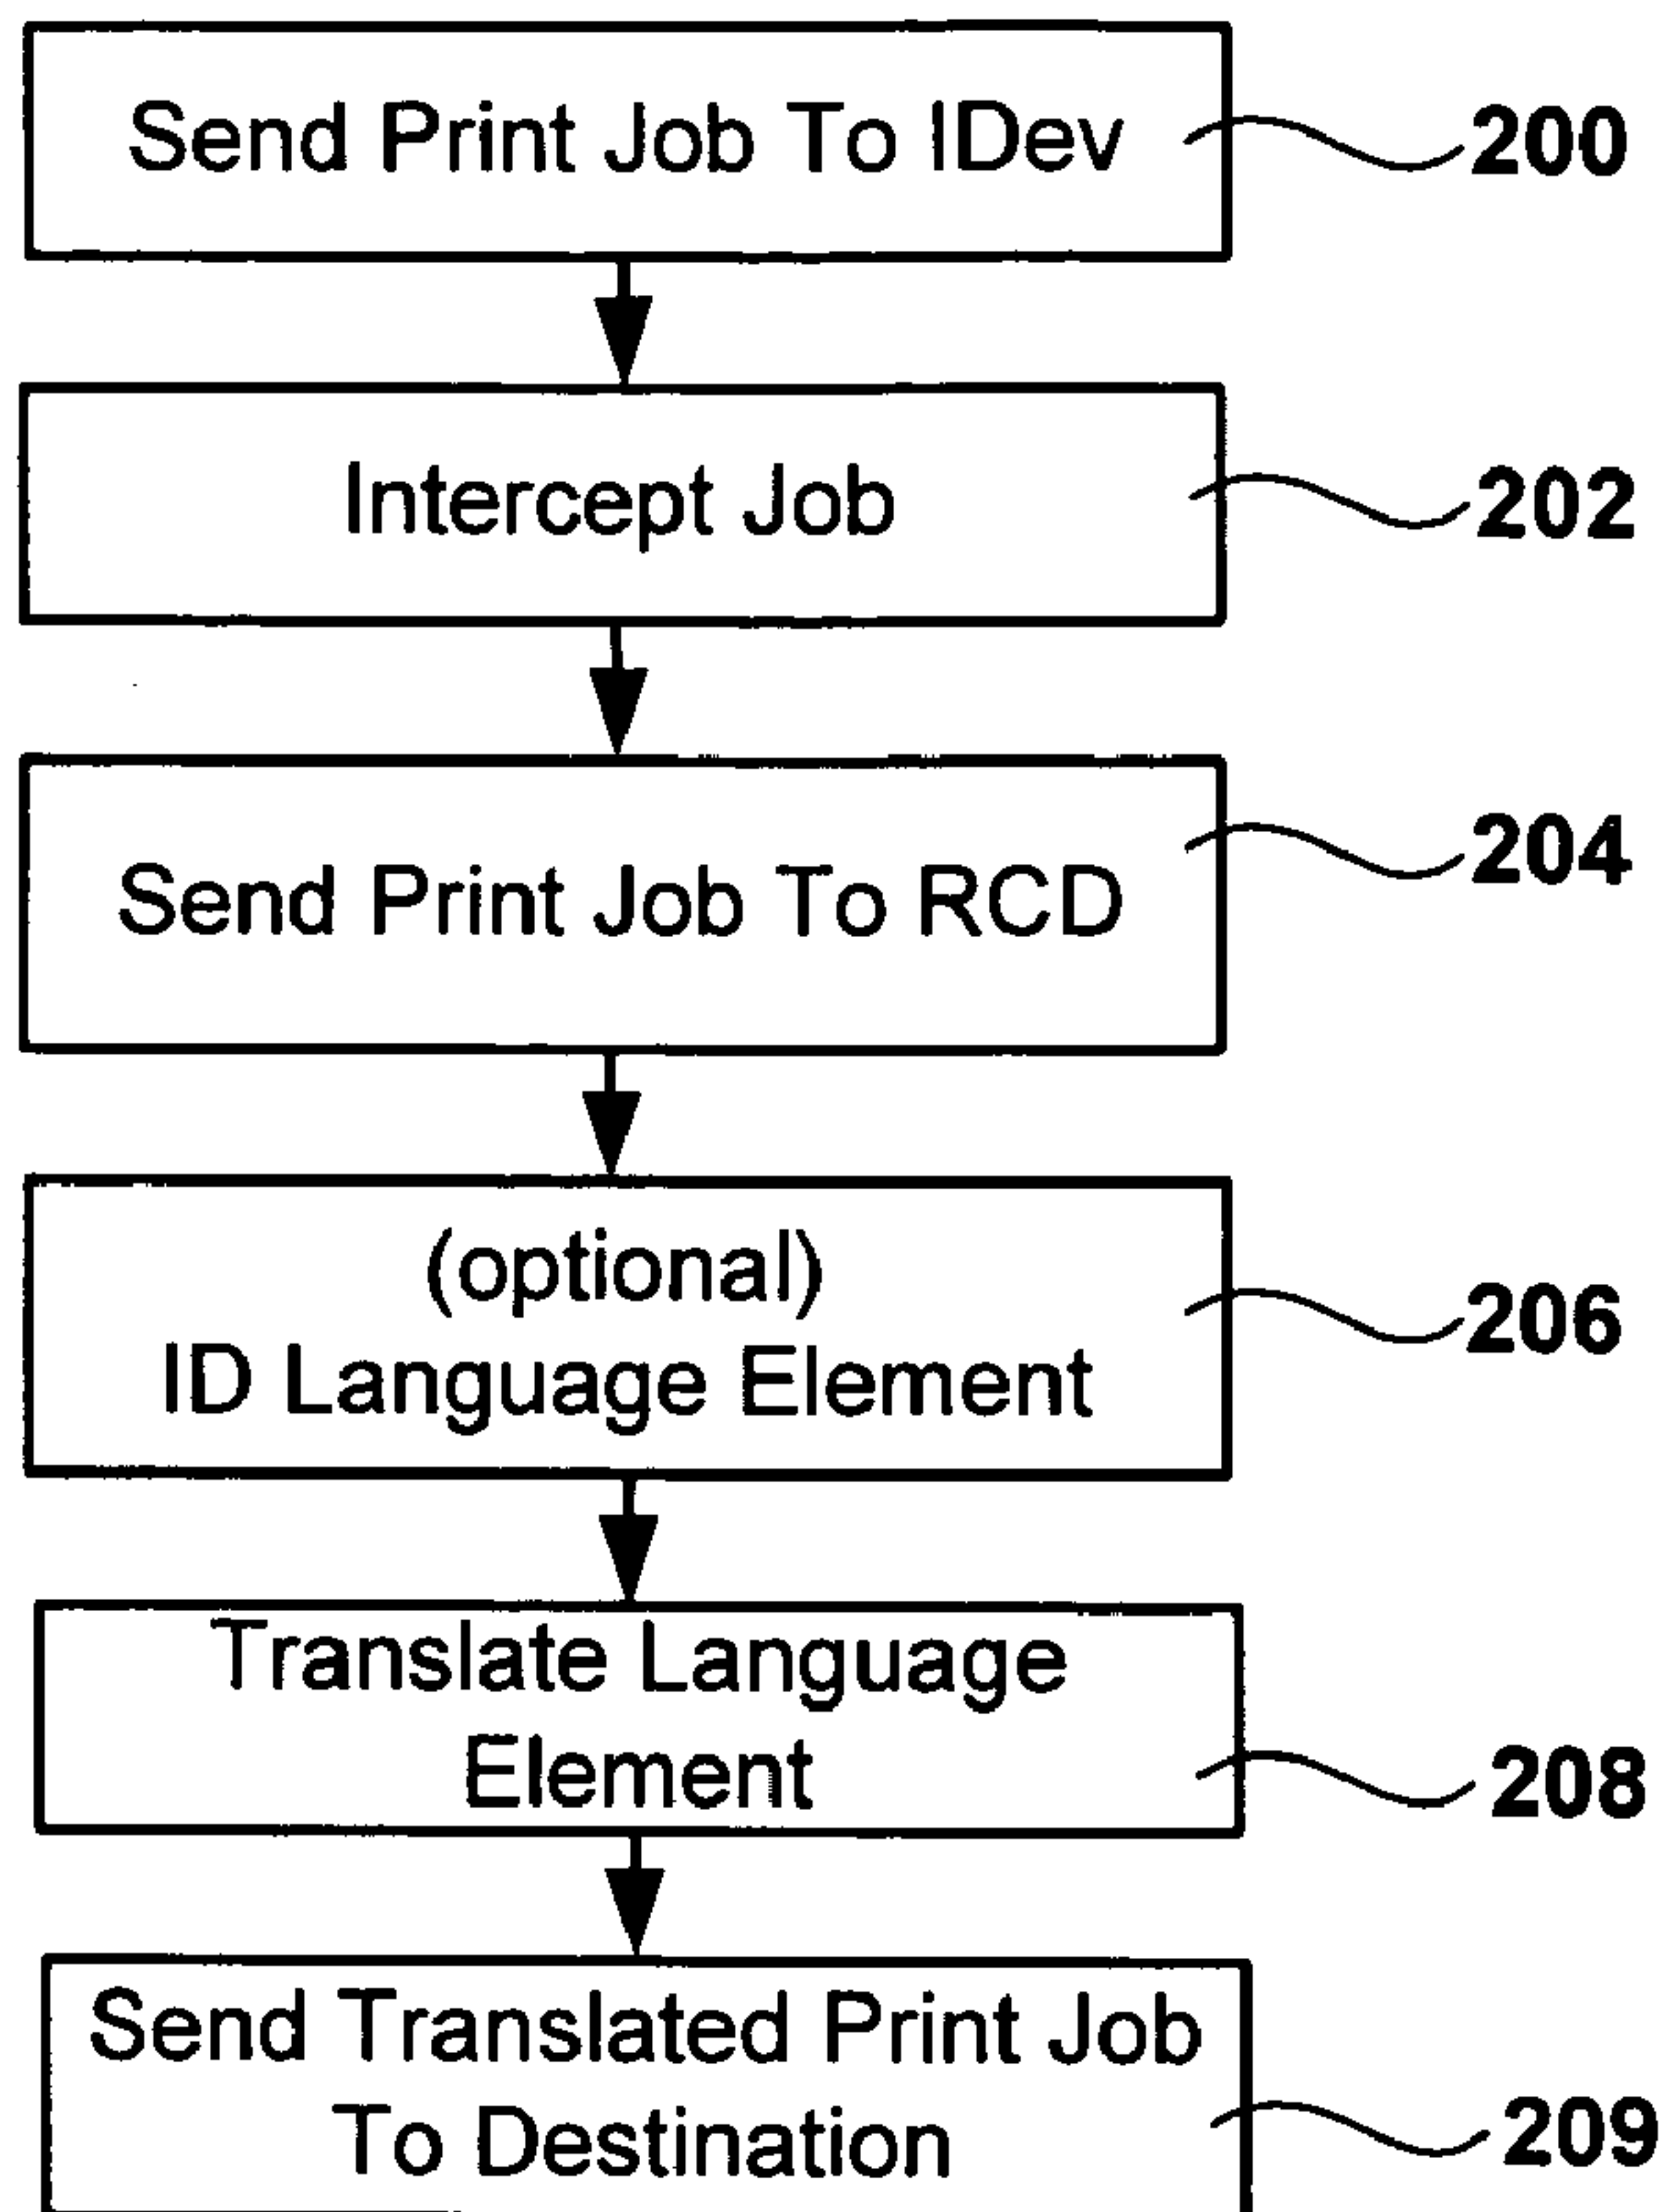 Send Print Job To IDev
200
Intercept Job
202
Send Print Job To RCD
204
(optional)
ID Language Element
206
Translate Language
Element
208
Send Translated Print Job
To Destination
209